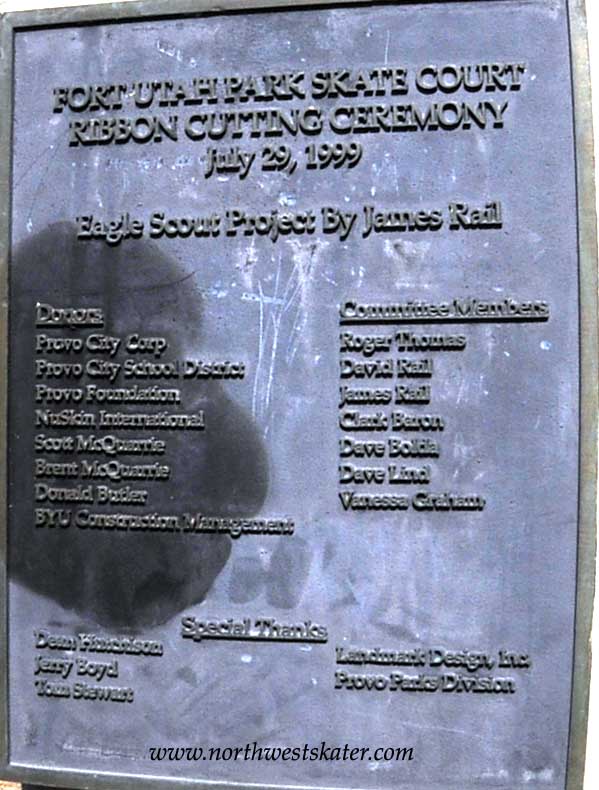 FORT UTAH PARK SKATE COURT
RIBBON CUTTING CEREMONY
July 29, 1999
Eagle Scout Project By James Rail
Donors
Provo City Corp
Provo City School District
Provo Foundation
NuSkin International
Scott McQuarrie
Brent McQuarrie
Donald Butler
BYU Construction Management
Committee Members
Roger Thomas
David Rail
James Rail
Clark Baron
Dave Bolda
Dave Lind
Vanessa Graham
Special Thanks
Dean Hutchison
Jerry Boyd
Tom Stewart
Landmark Design, Inc.
Provo Parks Division
www.northwestskater.com